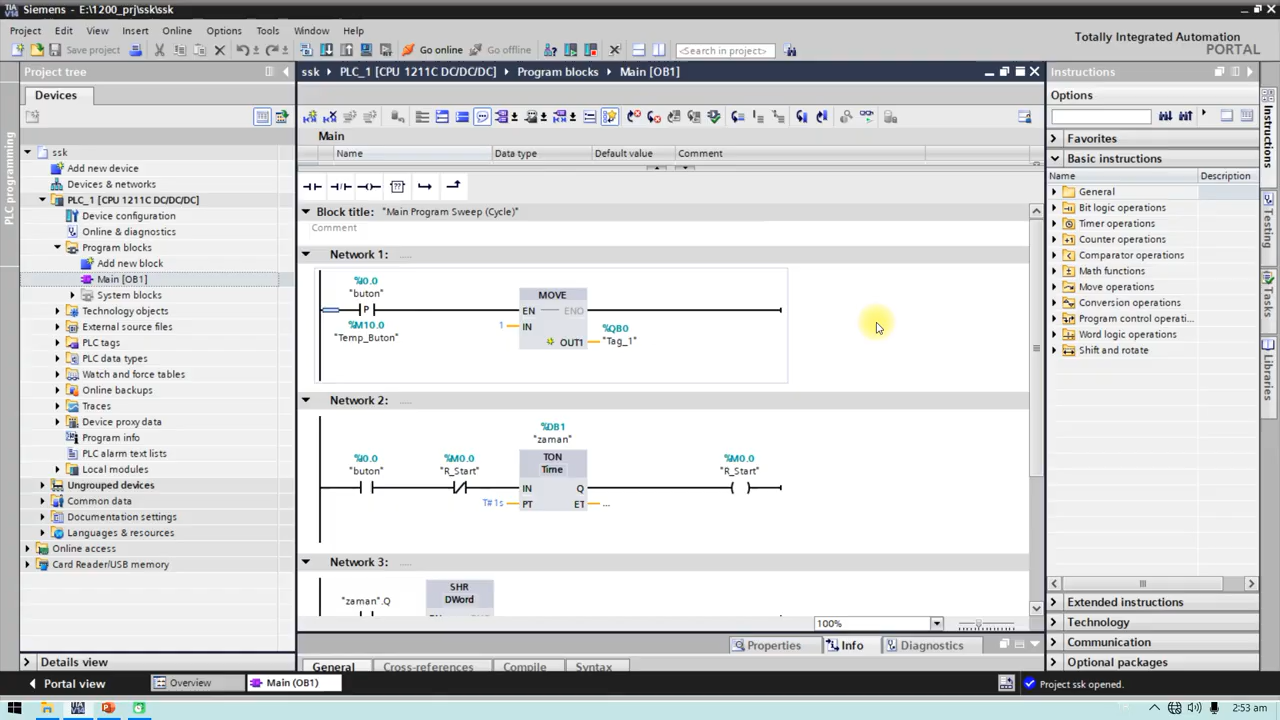 Siemens - E:\1200_prj\ssk\ssk
Project Edit View Insert Online Options Tools Window Help
Totally Integrated Automation
PORTAL
Save project Go online Go offline <Search in project>
Project tree
ssk PLC_1 [CPU 1211C DC/DC/DC] Program blocks Main [OB1]
Instructions
Devices
Options
Main
Name Data type Default value Comment
Favorites
Basic instructions
Name Description
General
Bit logic operations
Timer operations
Counter operations
Comparator operations
Math functions
Move operations
Conversion operations
Program control operati...
Word logic operations
Shift and rotate
Extended instructions
Technology
Communication
Optional packages
Instructions
Testing
Tasks
Libraries
PLC programming
ssk
Add new device
Devices & networks
PLC_1 [CPU 1211C DC/DC/DC]
Device configuration
Online & diagnostics
Program blocks
Add new block
Main [OB1]
System blocks
Technology objects
External source files
PLC tags
PLC data types
Watch and force tables
Online backups
Traces
Device proxy data
Program info
PLC alarm text lists
Local modules
Ungrouped devices
Common data
Documentation settings
Languages & resources
Online access
Card Reader/USB memory
Details view
Block title: "Main Program Sweep (Cycle)"
Comment
Network 1:
%I0.0
"buton"
P
%M10.0
"Temp_Buton"
MOVE
EN ENO
1 IN
OUT1
%QB0
"Tag_1"
Network 2:
%DB1
"zaman"
%I0.0
"buton"
%M0.0
"R_Start"
TON
Time
IN Q
T#1s PT ET ...
%M0.0
"R_Start"
Network 3:
"zaman".Q
SHR
DWord
100%
Properties Info Diagnostics
General Cross-references Compile Syntax
Portal view Overview Main (OB1)
Project ssk opened.
2:53 am